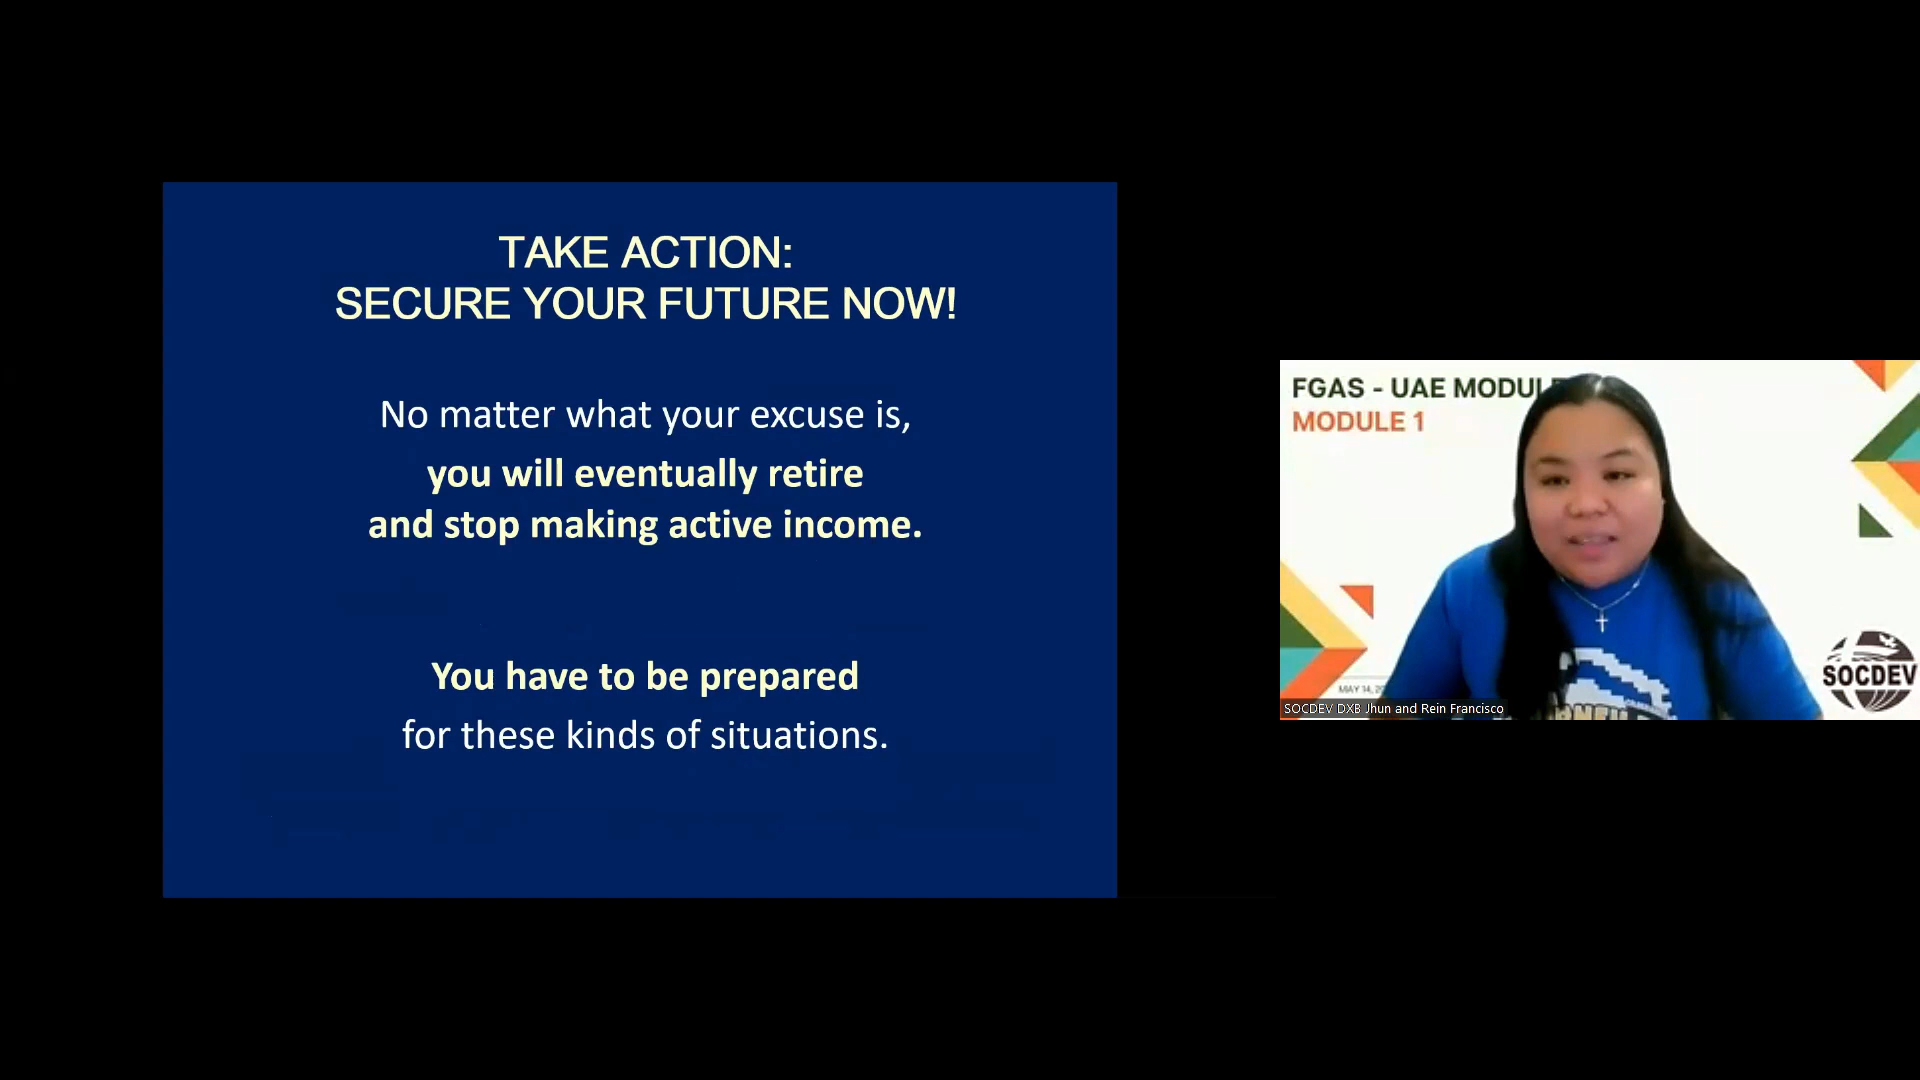 TAKE ACTION:
SECURE YOUR FUTURE NOW!
No matter what your excuse is,
you will eventually retire
and stop making active income.
You have to be prepared
for these kinds of situations.
FGAS - UAE
MODULE 1
MAY 14,
SOCDEV
SOCDEV DXB Jhun and Rein Francisco